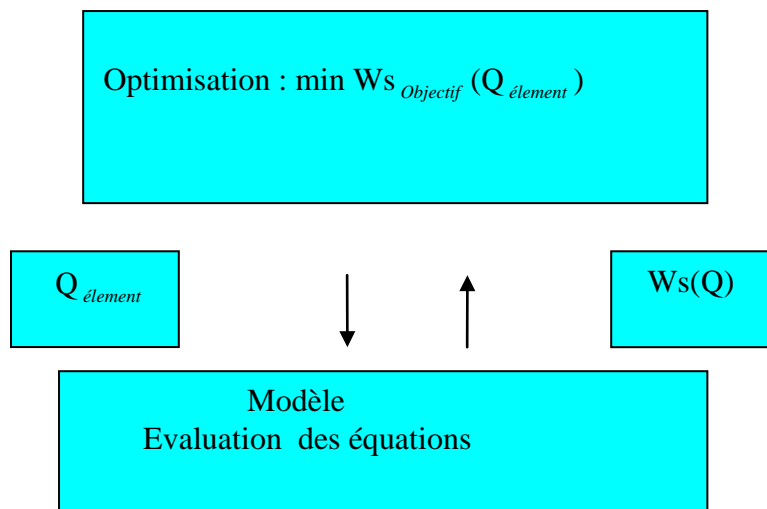 Optimisation : min Ws Objectif (Q élement )
Q élement
Ws(Q)
Modèle
Evaluation des équations